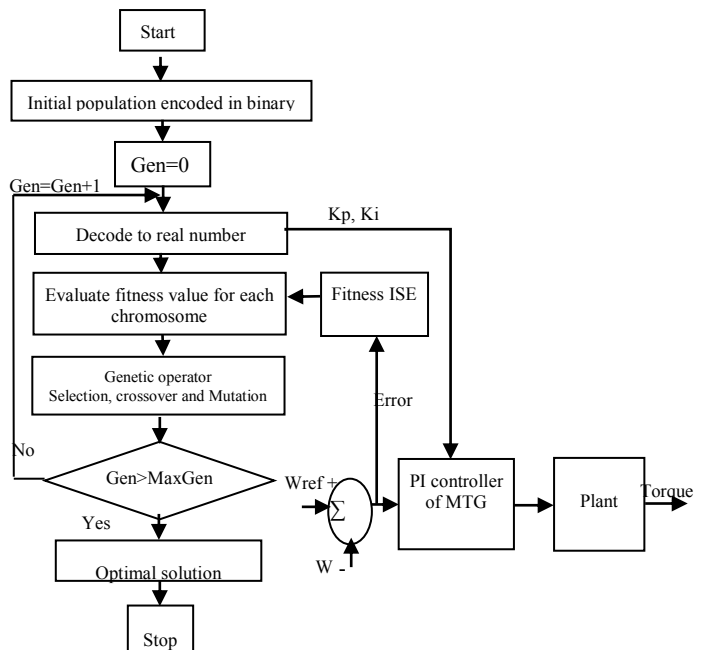 Start
Initial population encoded in binary
Gen=0
Gen=Gen+1
Decode to real number
Kp, Ki
Evaluate fitness value for each
chromosome
Fitness ISE
Genetic operator
Selection, crossover and Mutation
Error
No
Gen>MaxGen
Yes
Wref +
∑
W -
PI controller
of MTG
Plant
Torque
Optimal solution
Stop